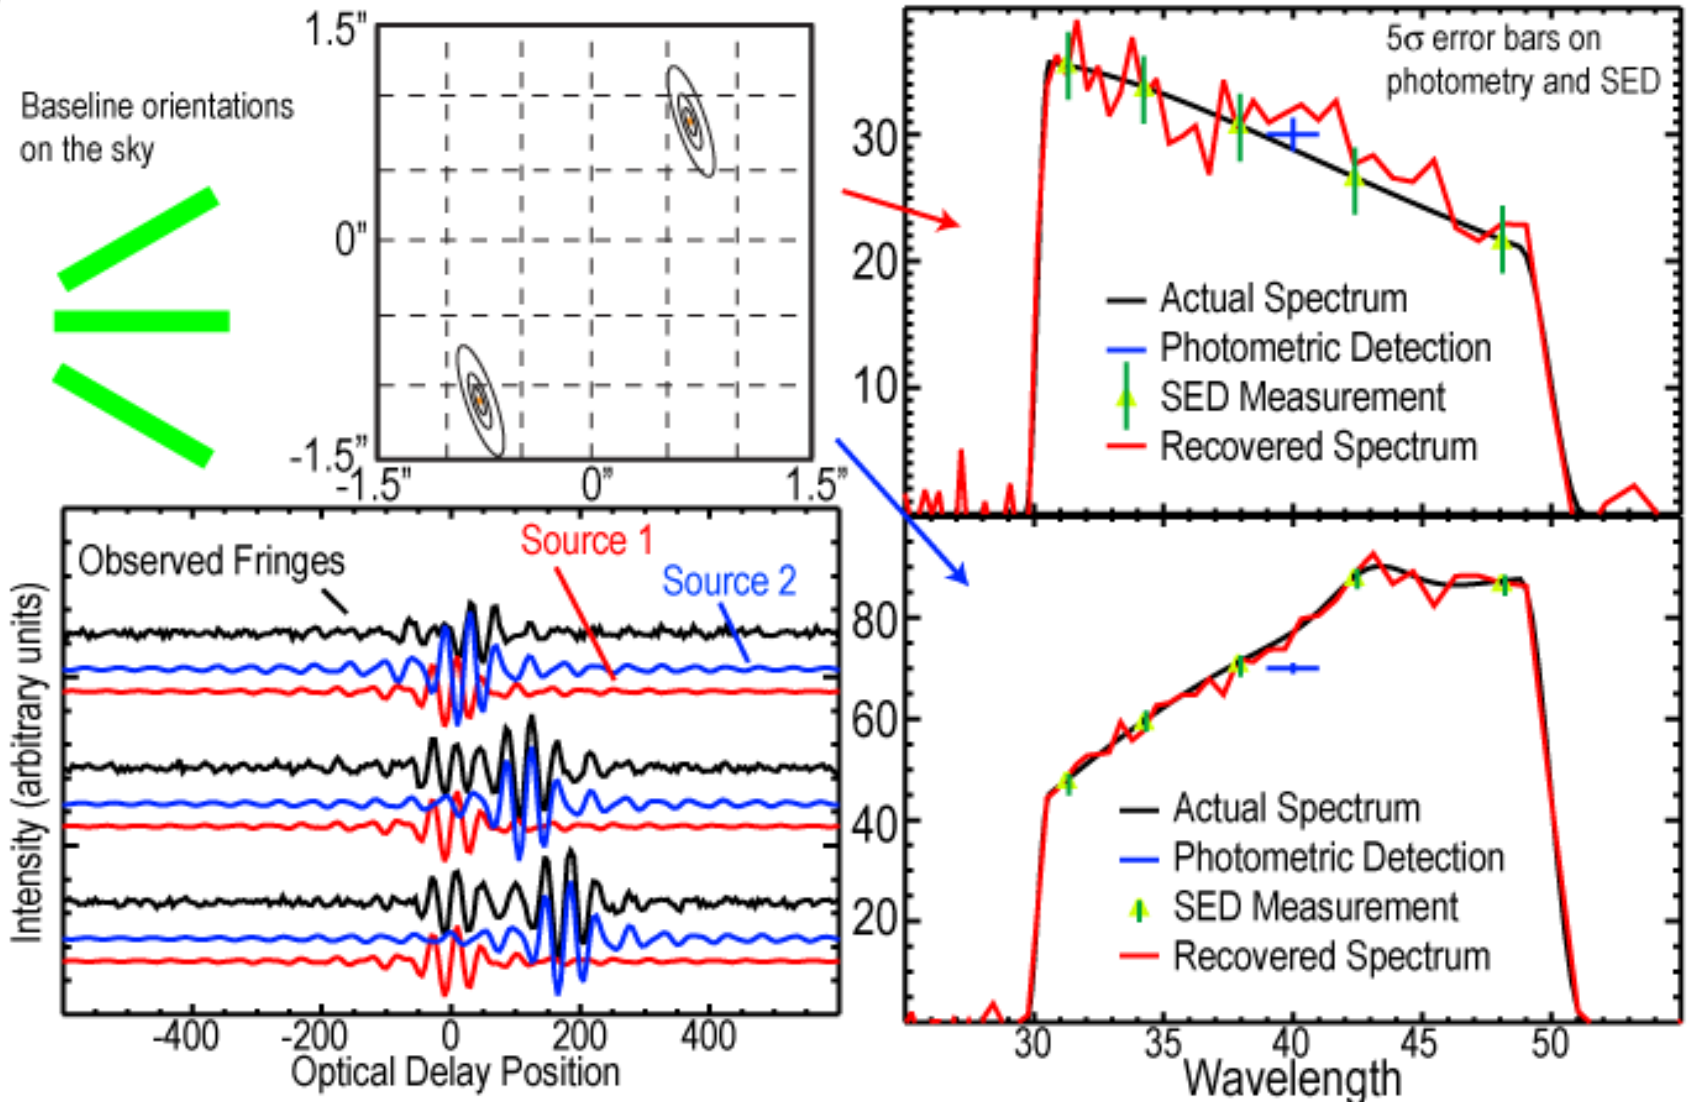 Baseline orientations
on the sky
1.5"
0"
-1.5"
-1.5"
0"
1.5"
5σ error bars on
photometry and SED
30
20
10
Actual Spectrum
Photometric Detection
SED Measurement
Recovered Spectrum
Observed Fringes
Source 1
Source 2
Intensity (arbitrary units)
-400
-200
0
200
400
Optical Delay Position
80
60
40
20
Actual Spectrum
Photometric Detection
SED Measurement
Recovered Spectrum
30
35
40
45
50
Wavelength